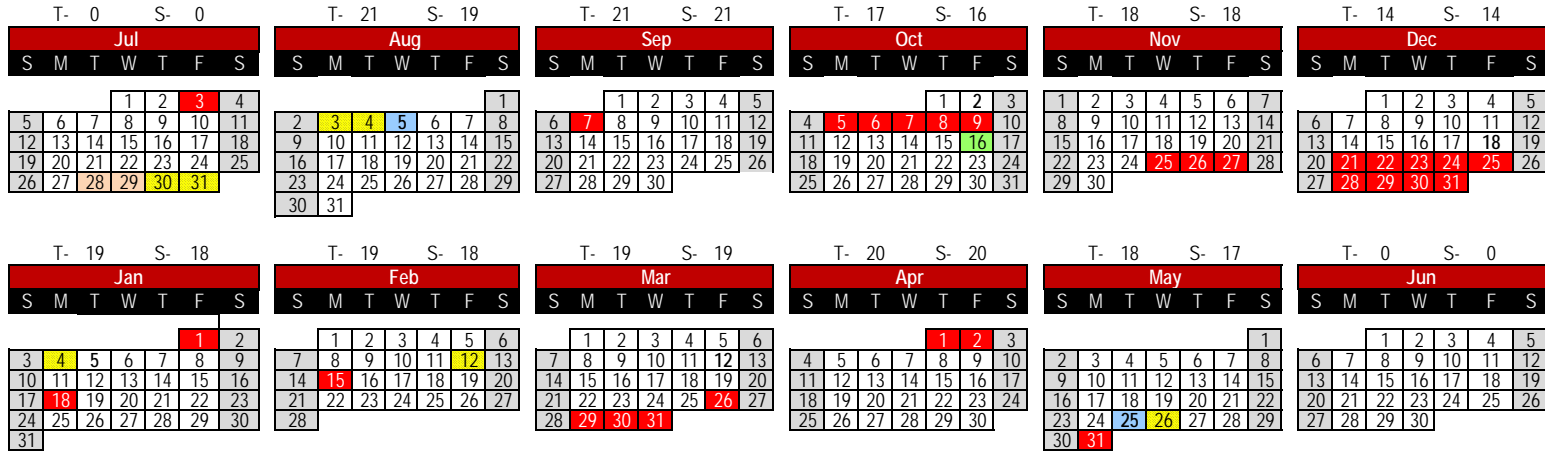 T- 0 S- 0 T- 21 S- 19 T- 21 S- 21 T- 17 S- 16 T- 18 S- 18 T- 14 S- 14
Jul Aug Sep Oct Nov Dec
S M T W T F S S M T W T F S S M T W T F S S M T W T F S S M T W T F S S M T W T F S
1 2 3 4 1 1 2 3 4 5 1 2 3 1 2 3 4 5 6 7 1 2 3 4 5
5 6 7 8 9 10 11 2 3 4 5 6 7 8 6 7 8 9 10 11 12 4 5 6 7 8 9 10 8 9 10 11 12 13 14 6 7 8 9 10 11 12
12 13 14 15 16 17 18 9 10 11 12 13 14 15 13 14 15 16 17 18 19 11 12 13 14 15 16 17 15 16 17 18 19 20 21 13 14 15 16 17 18 19
19 20 21 22 23 24 25 16 17 18 19 20 21 22 20 21 22 23 24 25 26 18 19 20 21 22 23 24 22 23 24 25 26 27 28 20 21 22 23 24 25 26
26 27 28 29 30 31 23 24 25 26 27 28 29 27 28 29 30 25 26 27 28 29 30 31 29 30 27 28 29 30 31
30 31
T- 19 S- 18 T- 19 S- 18 T- 19 S- 19 T- 20 S- 20 T- 18 S- 17 T- 0 S- 0
Jan Feb Mar Apr May Jun
S M T W T F S S M T W T F S S M T W T F S S M T W T F S S M T W T F S S M T W T F S
1 2 1 2 3 4 5 6 1 2 3 4 5 6 1 2 3 1 1 2 3 4 5
3 4 5 6 7 8 9 7 8 9 10 11 12 13 7 8 9 10 11 12 13 4 5 6 7 8 9 10 2 3 4 5 6 7 8 6 7 8 9 10 11 12
10 11 12 13 14 15 16 14 15 16 17 18 19 20 14 15 16 17 18 19 20 11 12 13 14 15 16 17 9 10 11 12 13 14 15 13 14 15 16 17 18 19
17 18 19 20 21 22 23 21 22 23 24 25 26 27 21 22 23 24 25 26 27 18 19 20 21 22 23 24 16 17 18 19 20 21 22 20 21 22 23 24 25 26
24 25 26 27 28 29 30 28 28 29 30 31 25 26 27 28 29 30 23 24 25 26 27 28 29 27 28 29 30
31 30 31